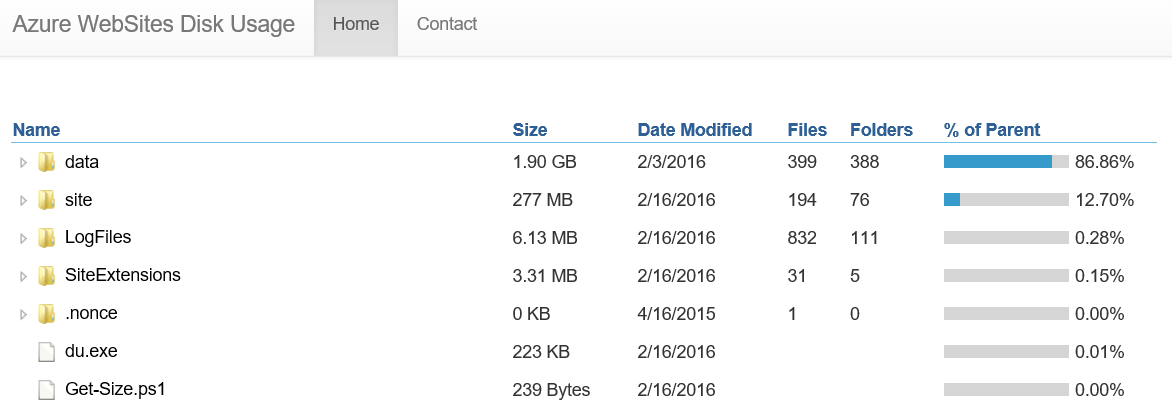 Azure WebSites Disk Usage Home Contact
Name Size Date Modified Files Folders % of Parent
data 1.90 GB 2/3/2016 399 388 86.86%
site 277 MB 2/16/2016 194 76 12.70%
LogFiles 6.13 MB 2/16/2016 832 111 0.28%
SiteExtensions 3.31 MB 2/16/2016 31 5 0.15%
.nonce 0 KB 4/16/2015 1 0 0.00%
du.exe 223 KB 2/16/2016 0.01%
Get-Size.ps1 239 Bytes 2/16/2016 0.00%